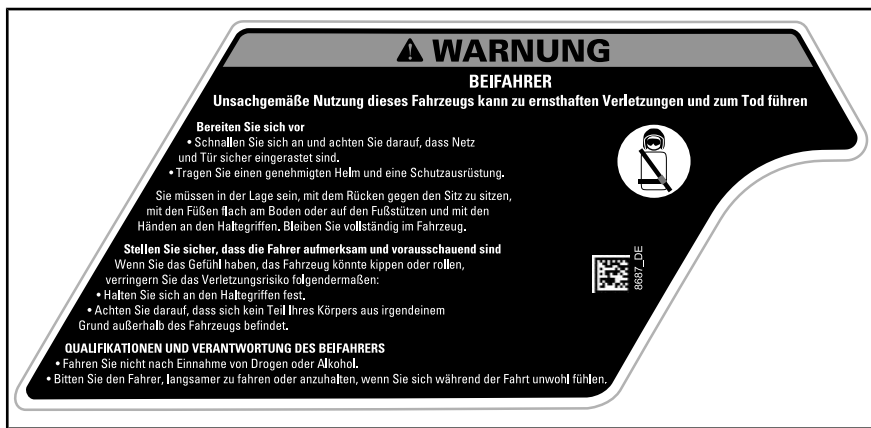 WARNUNG
BEIFAHRER
Unsachgemäße Nutzung dieses Fahrzeugs kann zu ernsthaften Verletzungen und zum Tod führen
Bereiten Sie sich vor
• Schnallen Sie sich an und achten Sie darauf, dass Netz
und Tür sicher eingerastet sind.
• Tragen Sie einen genehmigten Helm und eine Schutzausrüstung.
Sie müssen in der Lage sein, mit dem Rücken gegen den Sitz zu sitzen,
mit den Füßen flach am Boden oder auf den Fußstützen und mit den
Händen an den Haltegriffen. Bleiben Sie vollständig im Fahrzeug.
Stellen Sie sicher, dass die Fahrer aufmerksam und vorausschauend sind
Wenn Sie das Gefühl haben, das Fahrzeug könnte kippen oder rollen,
verringern Sie das Verletzungsrisiko folgendermaßen:
• Halten Sie sich an den Haltegriffen fest.
• Achten Sie darauf, dass sich kein Teil Ihres Körpers aus irgendeinem
Grund außerhalb des Fahrzeugs befindet.
QUALIFIKATIONEN UND VERANTWORTUNG DES BEIFAHRERS
• Fahren Sie nicht nach Einnahme von Drogen oder Alkohol.
• Bitten Sie den Fahrer, langsamer zu fahren oder anzuhalten, wenn Sie sich während der Fahrt unwohl fühlen.
8687_DE